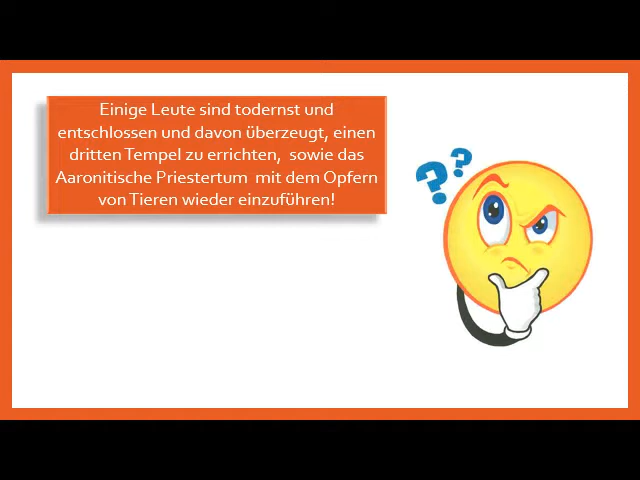 Einige Leute sind todernst und
entschlossen und davon überzeugt, einen
dritten Tempel zu errichten, sowie das
Aaronitische Priestertum mit dem Opfern
von Tieren wieder einzuführen!
? ?